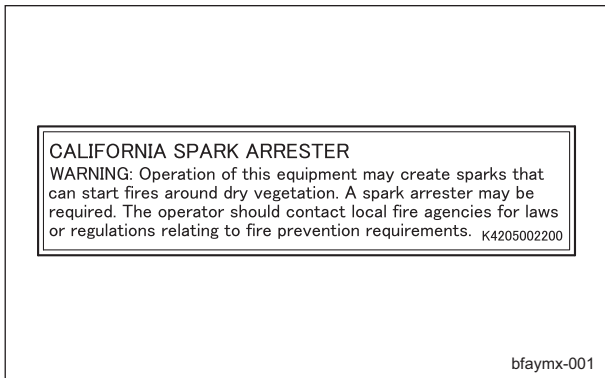 CALIFORNIA SPARK ARRESTER
WARNING: Operation of this equipment may create sparks that
can start fires around dry vegetation. A spark arrester may be
required. The operator should contact local fire agencies for laws
or regulations relating to fire prevention requirements. K4205002200
bfaymx-001